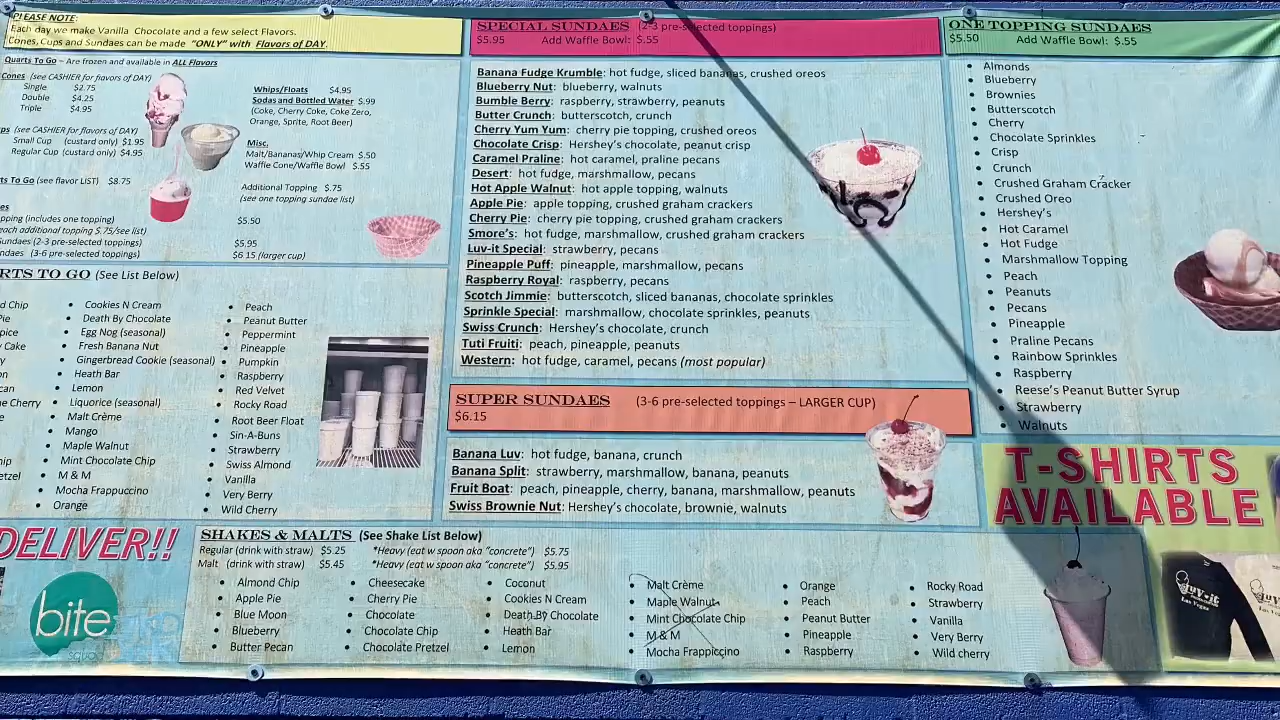 PLEASE NOTE:
Each day we make Vanilla Chocolate and a few select Flavors.
Cones, Cups and Sundaes can be made "ONLY" with Flavors of DAY.
Quarts To Go – Are frozen and available in ALL Flavors
Cones (see CASHIER for flavors of DAY)
Single $2.75
Double $4.25
Triple $4.95
(see CASHIER for flavors of DAY)
Small Cup (custard only) $1.95
Regular Cup (custard only) $4.95
To Go (see flavor LIST) $8.75
(includes one topping) $5.50
each additional topping $.75/see list)
Sundaes (2-3 pre-selected toppings) $5.95
(3-6 pre-selected toppings) $6.15 (larger cup)
Whips/Floats $4.95
Sodas and Bottled Water $.99
(Coke, Cherry Coke, Coke Zero,
Orange, Sprite, Root Beer)
Misc.
Malt/Bananas/Whip Cream $.50
Waffle Cone/Waffle Bowl $.55
Additional Topping $.75
(see one topping sundae list)
TO GO (See List Below)
Chip
Cake
Cherry
Cookies N Cream
Death By Chocolate
Egg Nog (seasonal)
Fresh Banana Nut
Gingerbread Cookie (seasonal)
Heath Bar
Lemon
Liquorice (seasonal)
Malt Crème
Mango
Maple Walnut
Mint Chocolate Chip
M & M
Mocha Frappuccino
Orange
Peach
Peanut Butter
Peppermint
Pineapple
Pumpkin
Raspberry
Red Velvet
Rocky Road
Root Beer Float
Sin-A-Buns
Strawberry
Swiss Almond
Vanilla
Very Berry
Wild Cherry
DELIVER!!
bite
squad
SPECIAL SUNDAES (2-3 pre-selected toppings)
$5.95 Add Waffle Bowl: $.55
Banana Fudge Krumble: hot fudge, sliced bananas, crushed oreos
Blueberry Nut: blueberry, walnuts
Bumble Berry: raspberry, strawberry, peanuts
Butter Crunch: butterscotch, crunch
Cherry Yum Yum: cherry pie topping, crushed oreos
Chocolate Crisp: Hershey's chocolate, peanut crisp
Caramel Praline: hot caramel, praline pecans
Desert: hot fudge, marshmallow, pecans
Hot Apple Walnut: hot apple topping, walnuts
Apple Pie: apple topping, crushed graham crackers
Cherry Pie: cherry pie topping, crushed graham crackers
Smore's: hot fudge, marshmallow, crushed graham crackers
Luv-it Special: strawberry, pecans
Pineapple Puff: pineapple, marshmallow, pecans
Raspberry Royal: raspberry, pecans
Scotch Jimmie: butterscotch, sliced bananas, chocolate sprinkles
Sprinkle Special: marshmallow, chocolate sprinkles, peanuts
Swiss Crunch: Hershey's chocolate, crunch
Tuti Fruiti: peach, pineapple, peanuts
Western: hot fudge, caramel, pecans (most popular)
SUPER SUNDAES (3-6 pre-selected toppings – LARGER CUP)
$6.15
Banana Luv: hot fudge, banana, crunch
Banana Split: strawberry, marshmallow, banana, peanuts
Fruit Boat: peach, pineapple, cherry, banana, marshmallow, peanuts
Swiss Brownie Nut: Hershey's chocolate, brownie, walnuts
ONE TOPPING SUNDAES
$5.50 Add Waffle Bowl: $.55
Almonds
Blueberry
Brownies
Butterscotch
Cherry
Chocolate Sprinkles
Crisp
Crunch
Crushed Graham Cracker
Crushed Oreo
Hershey's
Hot Caramel
Hot Fudge
Marshmallow Topping
Peach
Peanuts
Pecans
Pineapple
Praline Pecans
Rainbow Sprinkles
Raspberry
Reese's Peanut Butter Syrup
Strawberry
Walnuts
T-SHIRTS
AVAILABLE
luv-it
Las Vegas
SHAKES & MALTS (See Shake List Below)
Regular (drink with straw) $5.25 *Heavy (eat w spoon aka "concrete") $5.75
Malt (drink with straw) $5.45 *Heavy (eat w spoon aka "concrete") $5.95
Almond Chip
Apple Pie
Blue Moon
Blueberry
Butter Pecan
Cheesecake
Cherry Pie
Chocolate
Chocolate Chip
Chocolate Pretzel
Coconut
Cookies N Cream
Death By Chocolate
Heath Bar
Lemon
Malt Crème
Maple Walnut
Mint Chocolate Chip
M & M
Mocha Frappiccino
Orange
Peach
Peanut Butter
Pineapple
Raspberry
Rocky Road
Strawberry
Vanilla
Very Berry
Wild cherry